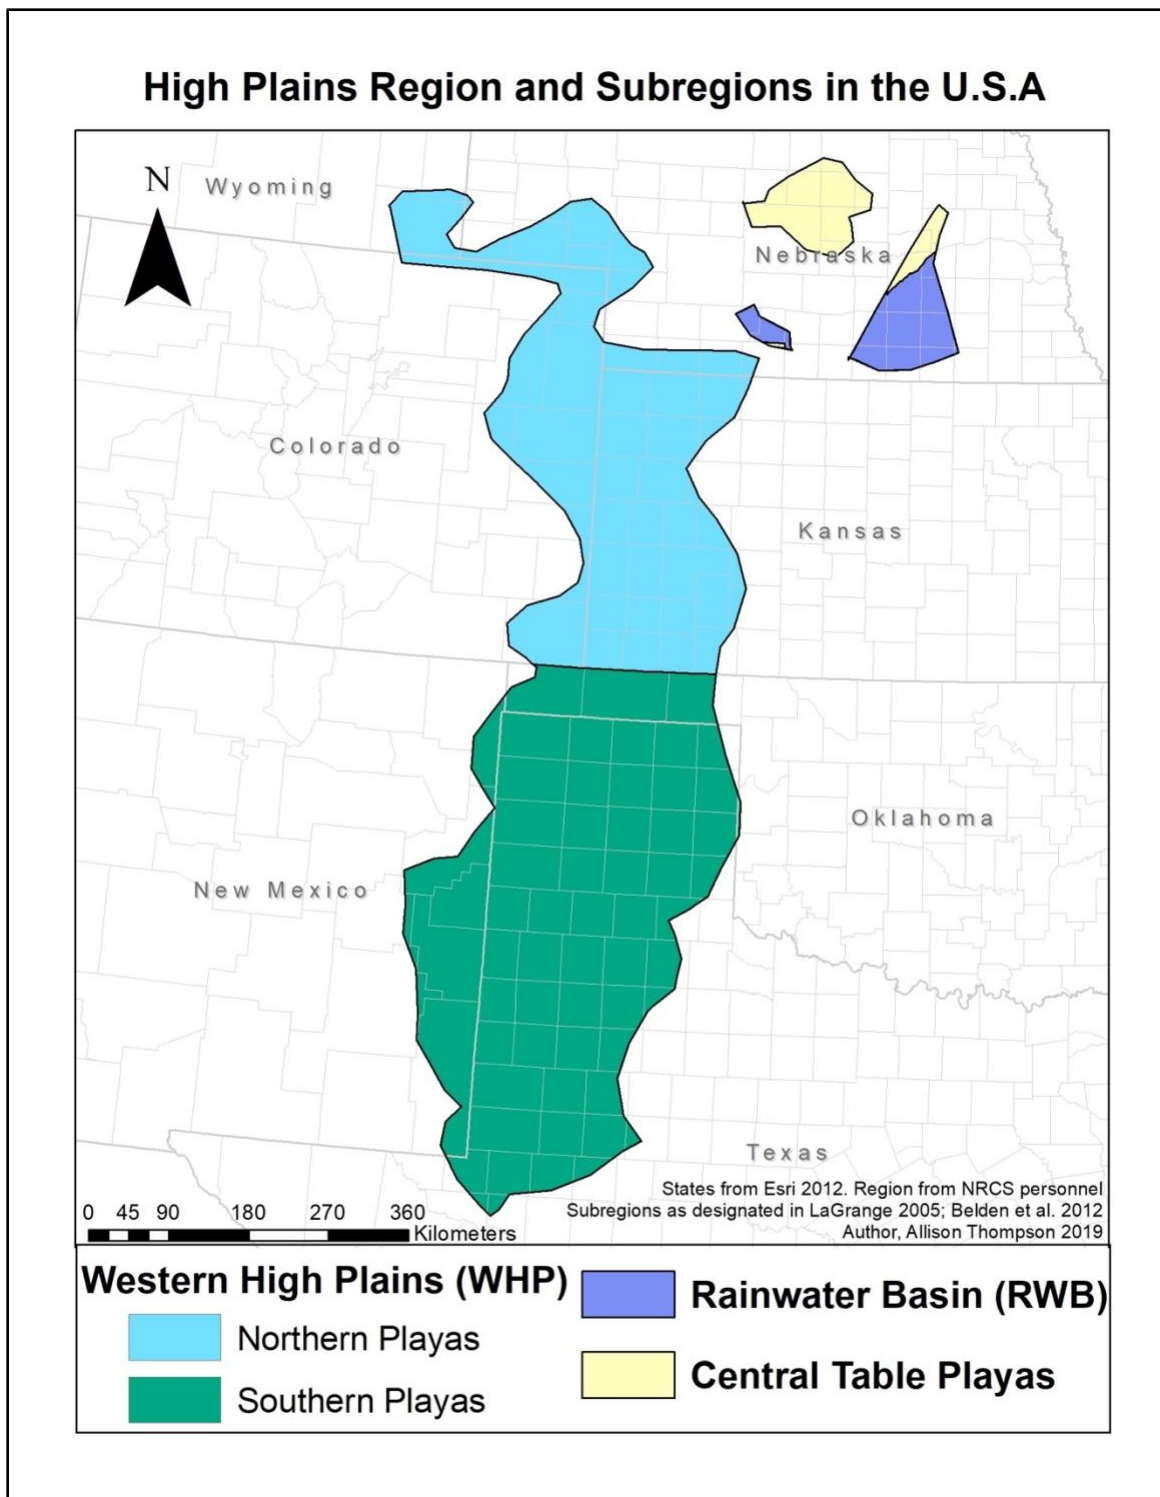 High Plains Region and Subregions in the U.S.A
N
Wyoming
Nebraska
Colorado
Kansas
Oklahoma
New Mexico
Texas
States from Esri 2012. Region from NRCS personnel
Subregions as designated in LaGrange 2005; Belden et al. 2012
Author, Allison Thompson 2019
0 45 90 180 270 360
Kilometers
Western High Plains (WHP)
Northern Playas
Southern Playas
Rainwater Basin (RWB)
Central Table Playas